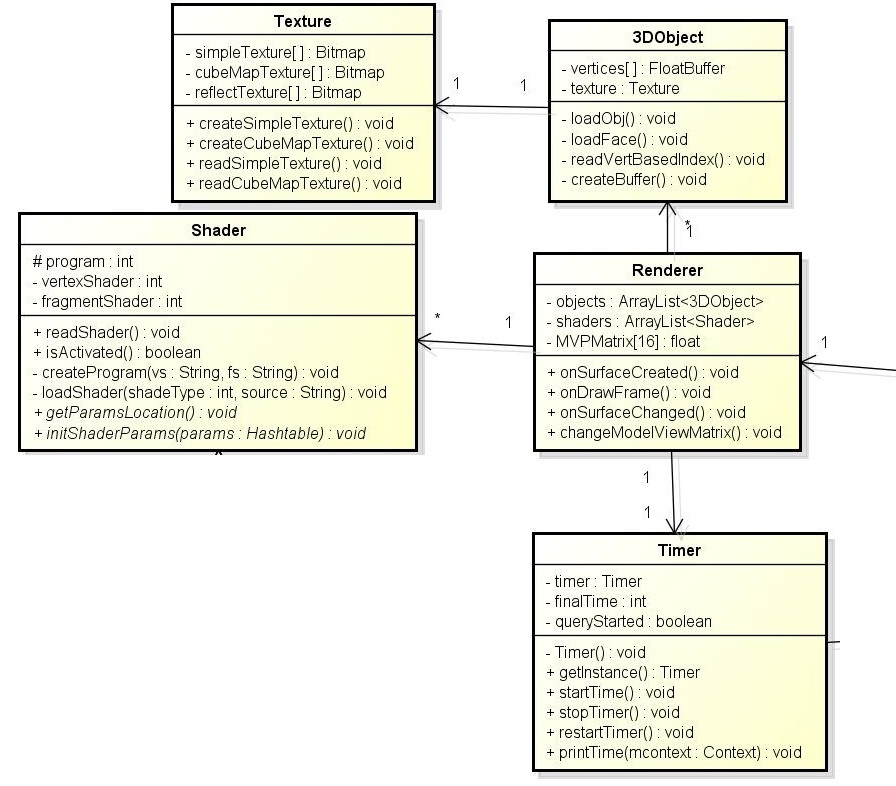 Texture
- simpleTexture[ ] : Bitmap
- cubeMapTexture[ ] : Bitmap
- reflectTexture[ ] : Bitmap
+ createSimpleTexture() : void
+ createCubeMapTexture() : void
+ readSimpleTexture() : void
+ readCubeMapTexture() : void
1
1
3DObject
- vertices[ ] : FloatBuffer
- texture : Texture
- loadObj() : void
- loadFace() : void
- readVertBasedIndex() : void
- createBuffer() : void
*
1
Shader
# program : int
- vertexShader : int
- fragmentShader : int
+ readShader() : void
+ isActivated() : boolean
- createProgram(vs : String, fs : String) : void
- loadShader(shadeType : int, source : String) : void
+ getParamsLocation() : void
+ initShaderParams(params : Hashtable) : void
*
1
Renderer
- objects : ArrayList<3DObject>
- shaders : ArrayList<Shader>
- MVPMatrix[16] : float
+ onSurfaceCreated() : void
+ onDrawFrame() : void
+ onSurfaceChanged() : void
+ changeModelViewMatrix() : void
1
1
1
Timer
- timer : Timer
- finalTime : int
- queryStarted : boolean
- Timer() : void
+ getInstance() : Timer
+ startTime() : void
+ stopTimer() : void
+ restartTimer() : void
+ printTime(mcontext : Context) : void